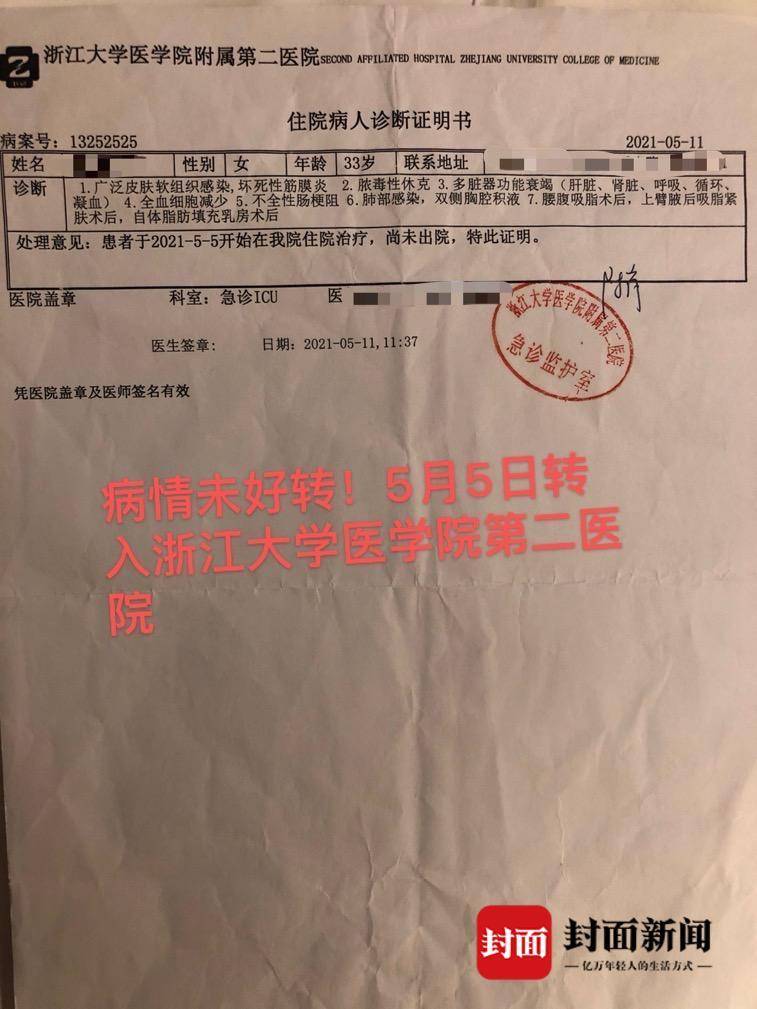 浙江大学医学院附属第二医院SECOND AFFILIATED HOSPITAL ZHEJIANG UNIVERSITY COLLEGE OF MEDICINE
住院病人诊断证明书
病案号：13252525 2021-05-11
姓名 性别 女 年龄 33岁 联系地址
诊断 1.广泛皮肤软组织感染,坏死性筋膜炎 2.脓毒性休克 3.多脏器功能衰竭（肝脏、肾脏、呼吸、循环、
凝血）4.全血细胞减少 5.不全性肠梗阻 6.肺部感染，双侧胸腔积液 7.腰腹吸脂术后，上臂腋后吸脂紧
肤术后，自体脂肪填充乳房术后
处理意见：患者于2021-5-5开始在我院住院治疗，尚未出院，特此证明。
医院盖章 科室：急诊ICU 医
浙江大学医学院附属第二医院
急诊监护室
医生签章： 日期：2021-05-11,11:37
凭医院盖章及医师签名有效
病情未好转！5月5日转
入浙江大学医学院第二医
院
封面 封面新闻
亿万年轻人的生活方式